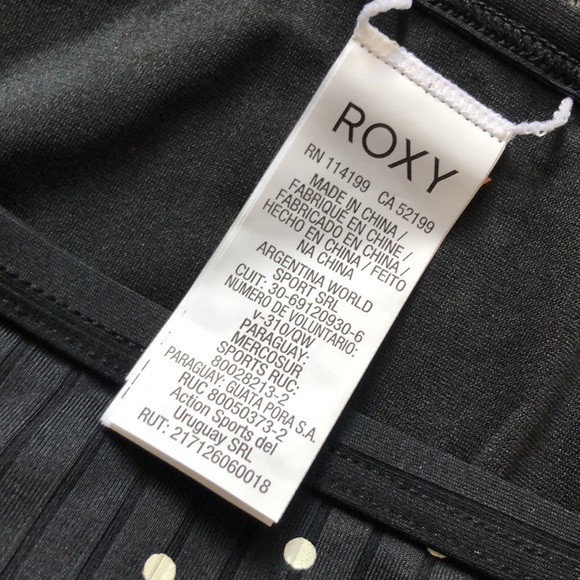 ROXY
RN 114199 CA 52199
MADE IN CHINA /
FABRIQUÉ EN CHINE /
FABRICADO EN CHINA /
HECHO EN CHINA / FEITO
NA CHINA
ARGENTINA WORLD
SPORT SRL
CUIT: 30-69120930-6
NÚMERO DE VOLUNTARIO:
v-310/QW
PARAGUAY:
MERCOSUR
SPORTS RUC:
80028213-2
PARAGUAY: GUATA PORA S.A.
RUC 80050373-2
Action Sports del
Uruguay SRL
RUT: 217126060018